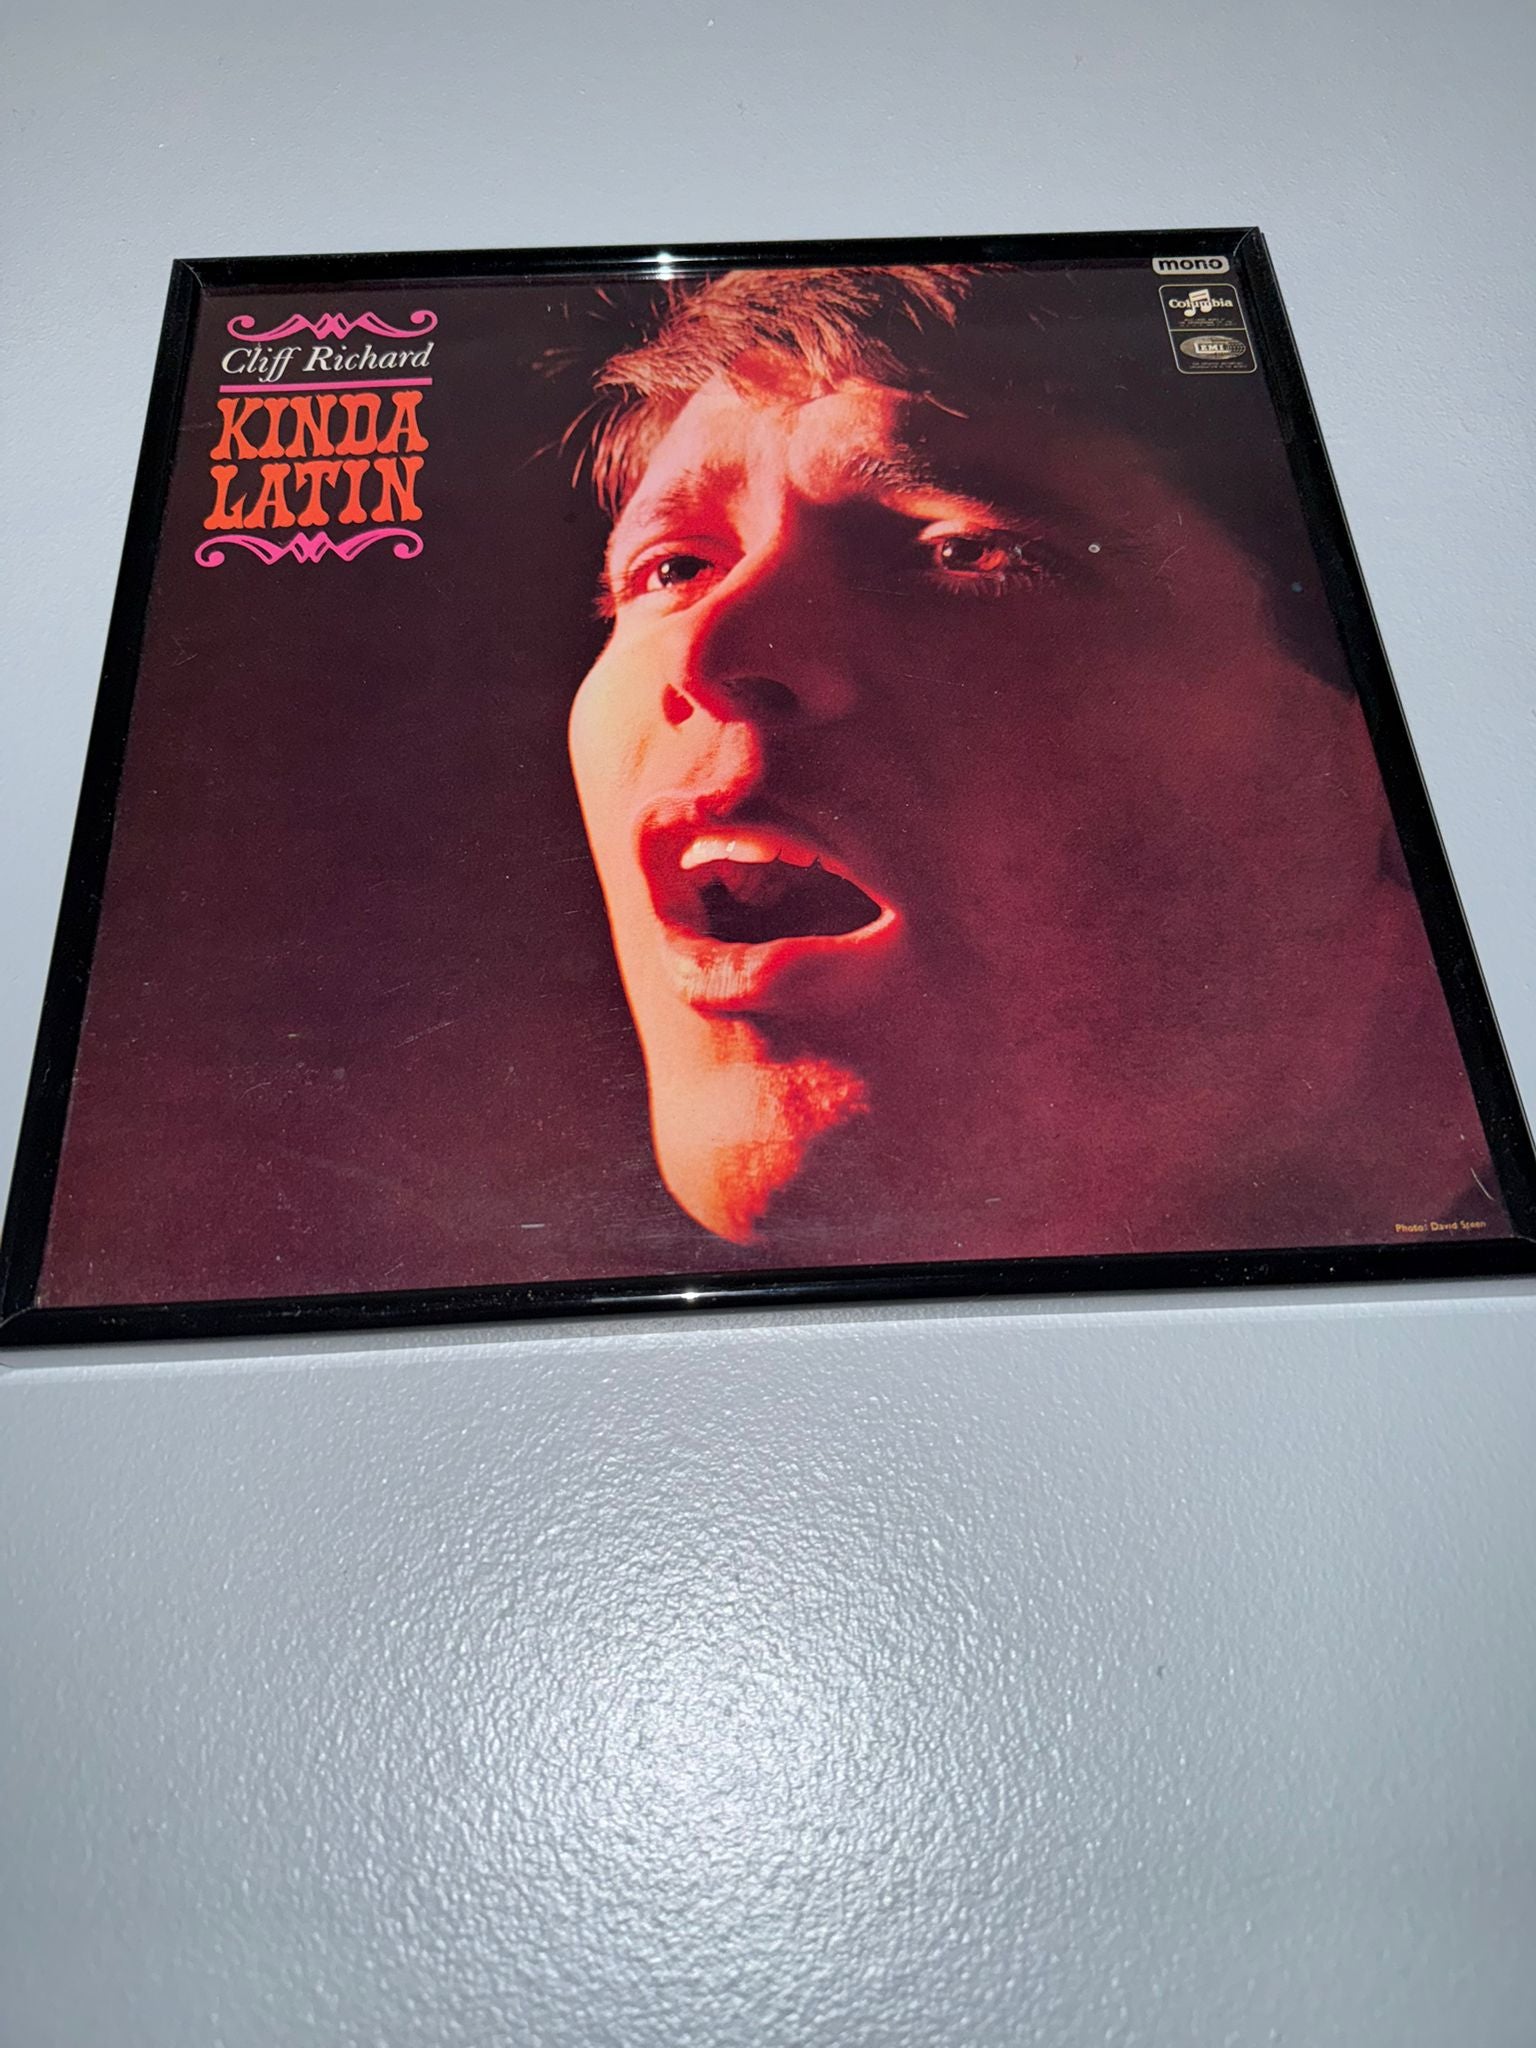 mono
Columbia
EMI
Cliff Richard
KINDA
LATIN
Photo: David Steen